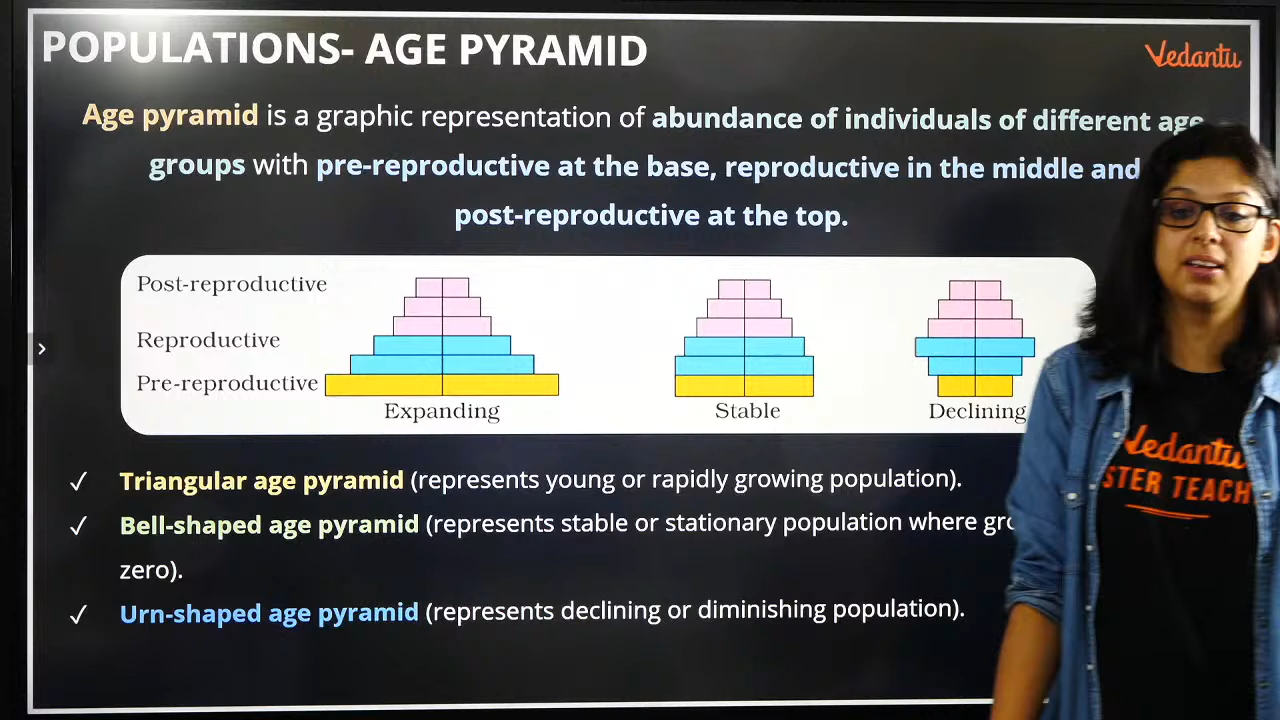 POPULATIONS- AGE PYRAMID
Vedantu
Age pyramid is a graphic representation of abundance of individuals of different age
groups with pre-reproductive at the base, reproductive in the middle and
post-reproductive at the top.
Post-reproductive
Reproductive
Pre-reproductive
Expanding
Stable
Declining
✓ Triangular age pyramid (represents young or rapidly growing population).
✓ Bell-shaped age pyramid (represents stable or stationary population where
zero).
✓ Urn-shaped age pyramid (represents declining or diminishing population).
Vedantu
TEACH